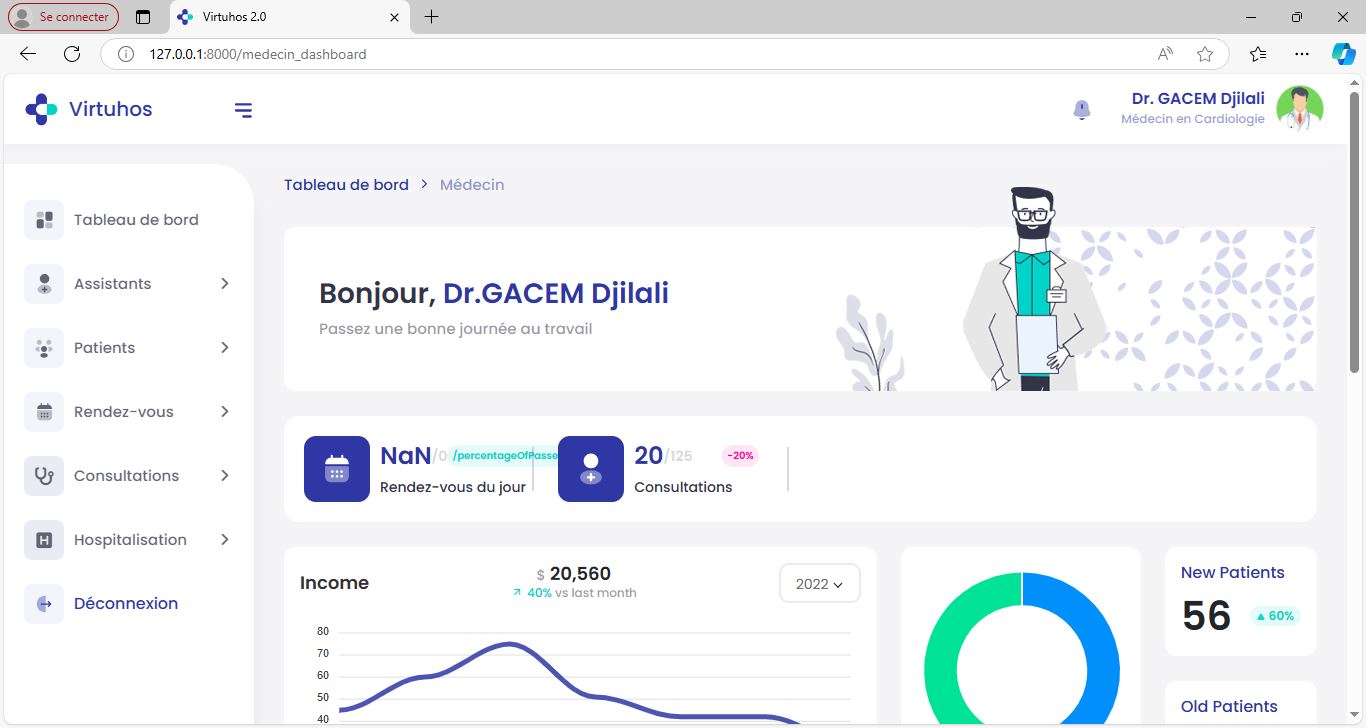 Se connecter
Virtuhos 2.0
127.0.0.1:8000/medecin_dashboard
Virtuhos
Dr. GACEM Djilali
Médecin en Cardiologie
Tableau de bord
Assistants
Patients
Rendez-vous
Consultations
Hospitalisation
Déconnexion
Tableau de bord > Médecin
Bonjour, Dr.GACEM Djilali
Passez une bonne journée au travail
NaN/0 /percentageOfPasse
Rendez-vous du jour
20/125 -20%
Consultations
Income
$ 20,560
40% vs last month
2022
80
70
60
50
40
New Patients
56 60%
Old Patients